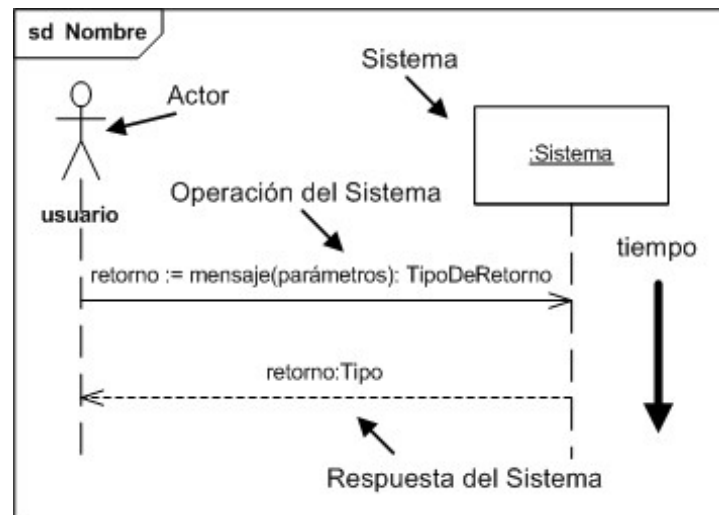 sd Nombre
Sistema
Actor
:Sistema
Operación del Sistema
usuario
tiempo
retorno := mensaje(parámetros): TipoDeRetorno
retorno:Tipo
Respuesta del Sistema